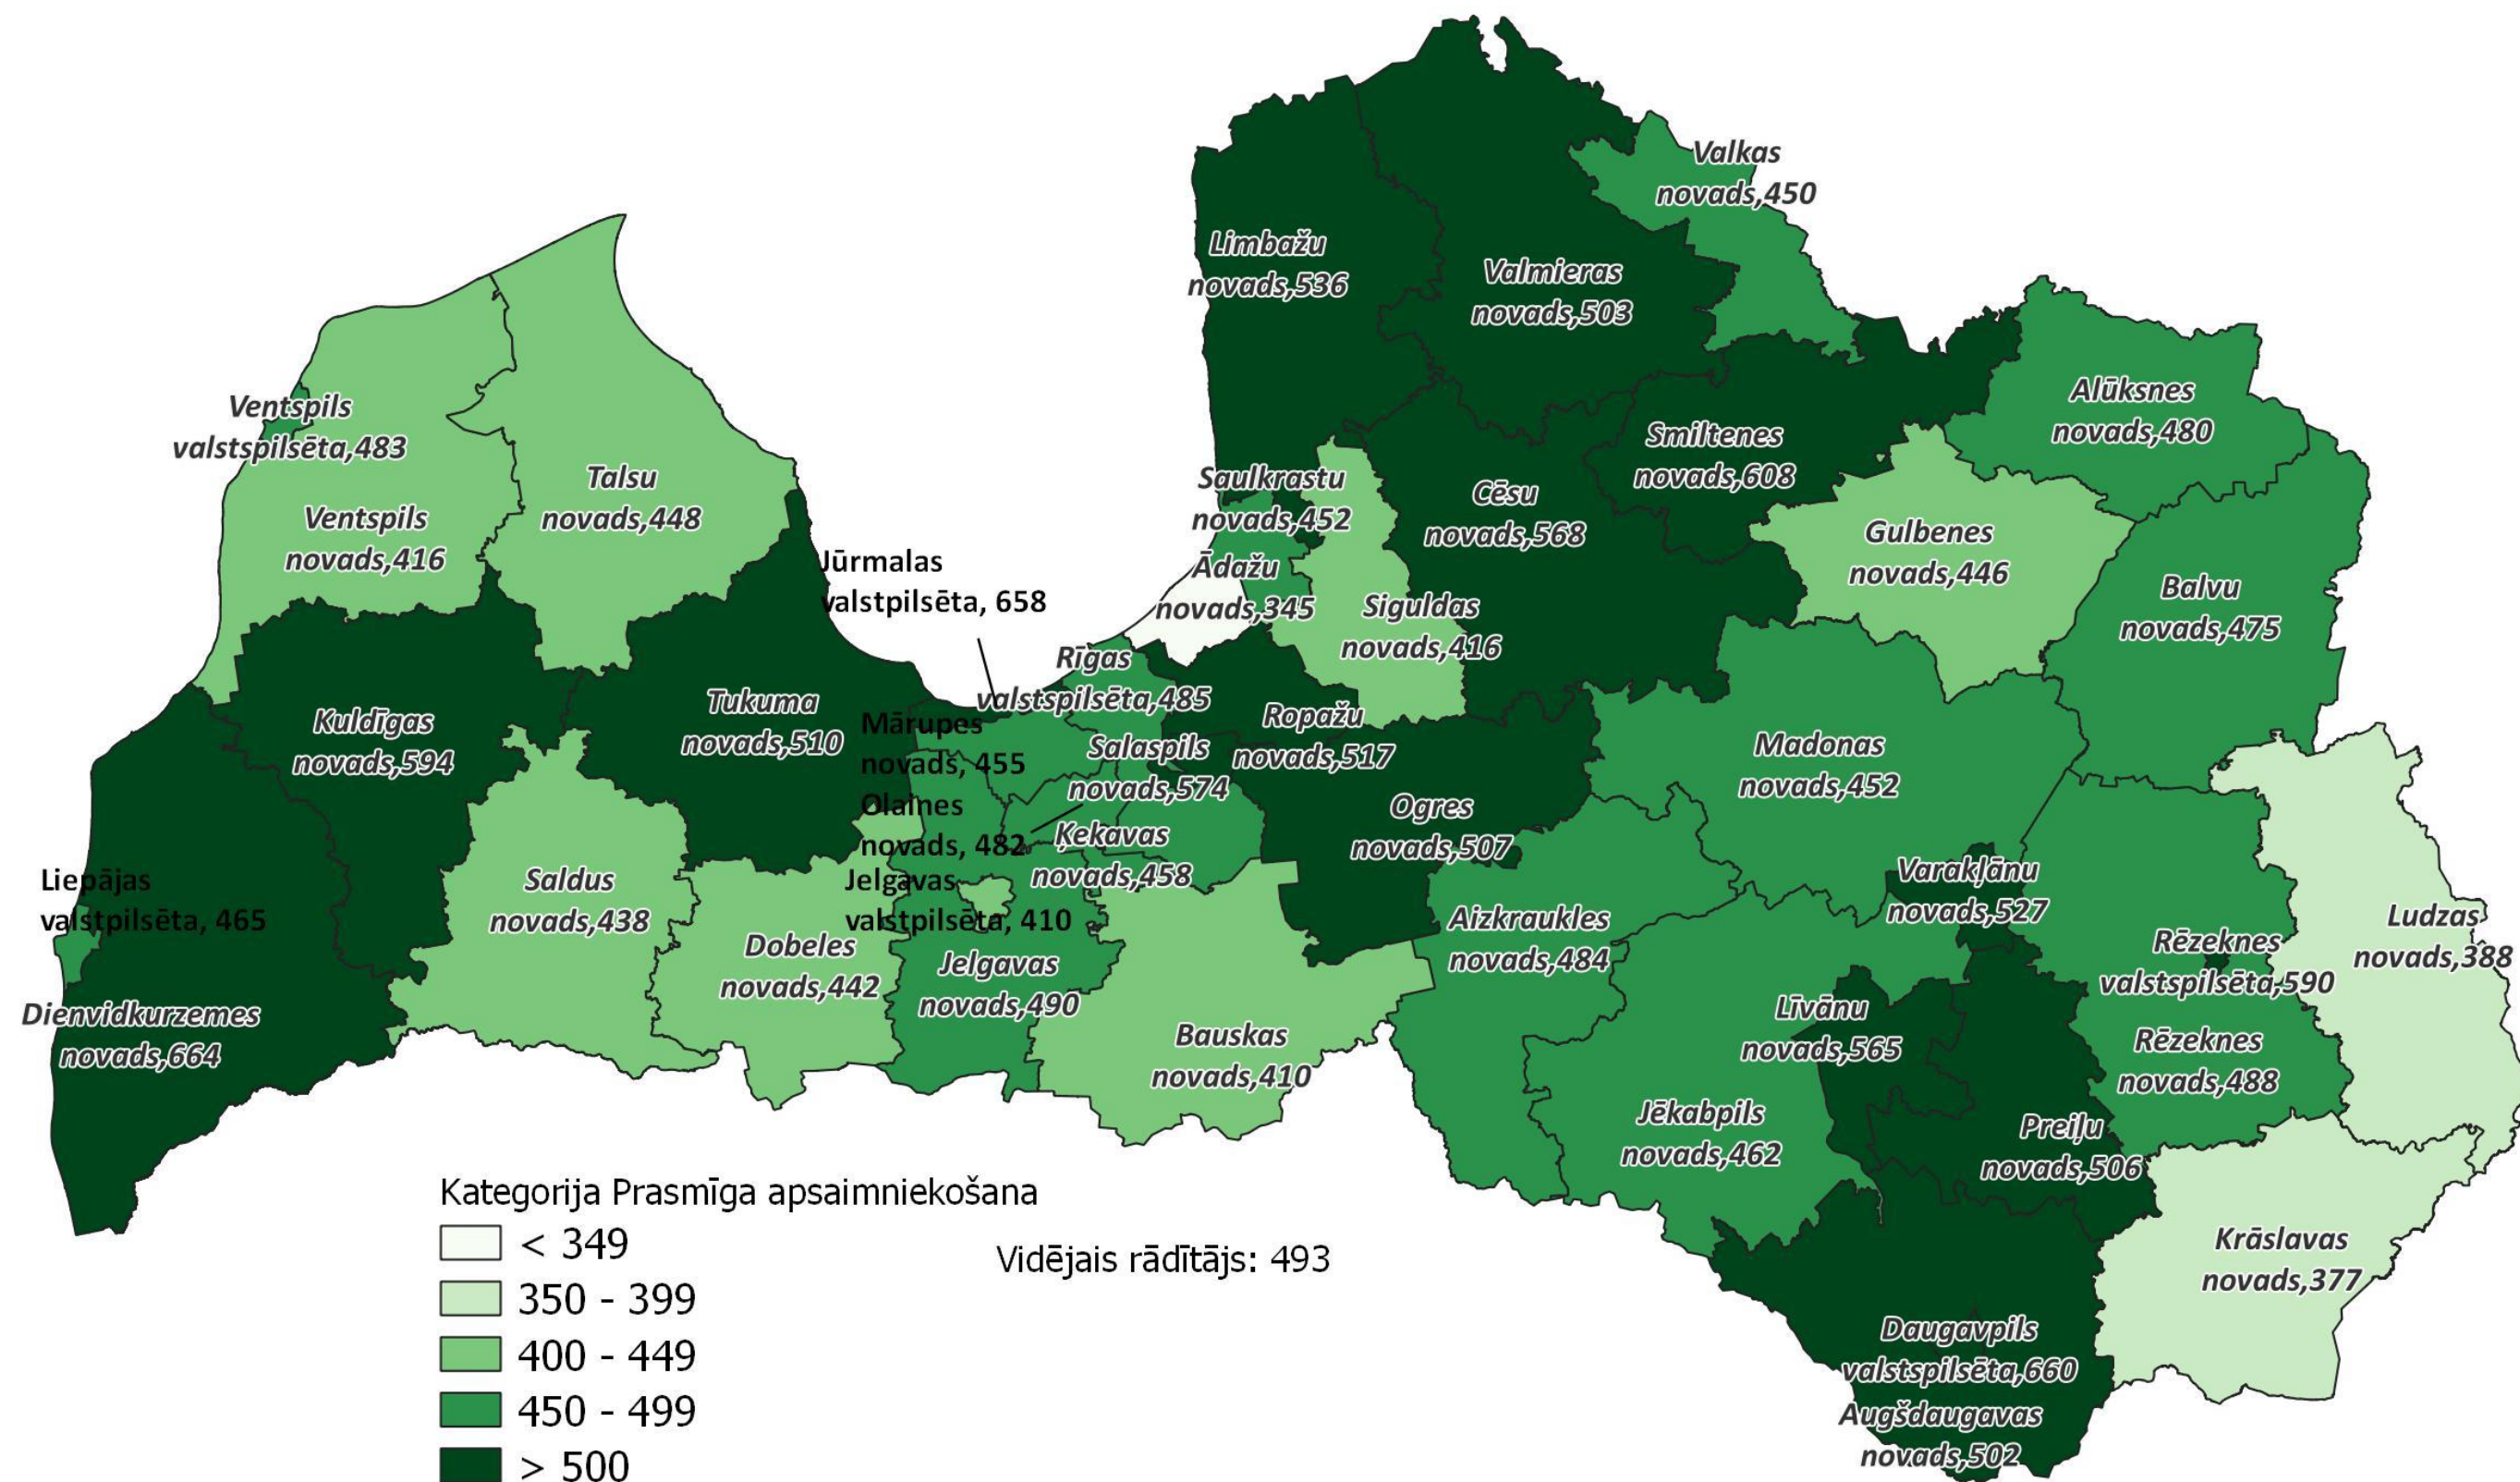 Valkas
novads,450
Limbažu
novads,536
Valmieras
novads,503
Alūksnes
novads,480
Ventspils
valstspilsēta,483
Smiltenes
novads,608
Talsu
novads,448
Saulkrastu
novads,452
Cēsu
novads,568
Ventspils
novads,416
Gulbenes
novads,446
Jūrmalas
valstpilsēta, 658
Ādažu
novads,345
Siguldas
novads,416
Balvu
novads,475
Rīgas
valstspilsēta,485
Kuldīgas
novads,594
Tukuma
novads,510
Mārupes
novads, 455
Ropažu
novads,517
Salaspils
novads,574
Madonas
novads,452
Olaines
novads, 482
Ķekavas
novads,458
Ogres
novads,507
Liepājas
valstpilsēta, 465
Saldus
novads,438
Jelgavas
valstpilsēta, 410
Varakļānu
novads,527
Aizkraukles
novads,484
Ludzas
novads,388
Dobeles
novads,442
Jelgavas
novads,490
Rēzeknes
valstspilsēta,590
Dienvidkurzemes
novads,664
Bauskas
novads,410
Līvānu
novads,565
Rēzeknes
novads,488
Jēkabpils
novads,462
Preiļu
novads,506
Krāslavas
novads,377
Daugavpils
valstspilsēta,660
Augšdaugavas
novads,502
Kategorija Prasmīga apsaimniekošana
< 349
350 - 399
400 - 449
450 - 499
> 500
Vidējais rādītājs: 493